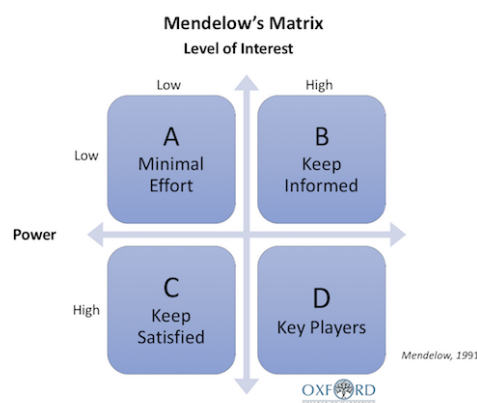 Mendelow's Matrix
Level of Interest
Low
High
Low
A
Minimal
Effort
B
Keep
Informed
Power
High
C
Keep
Satisfied
D
Key Players
Mendelow, 1991
OXFORD